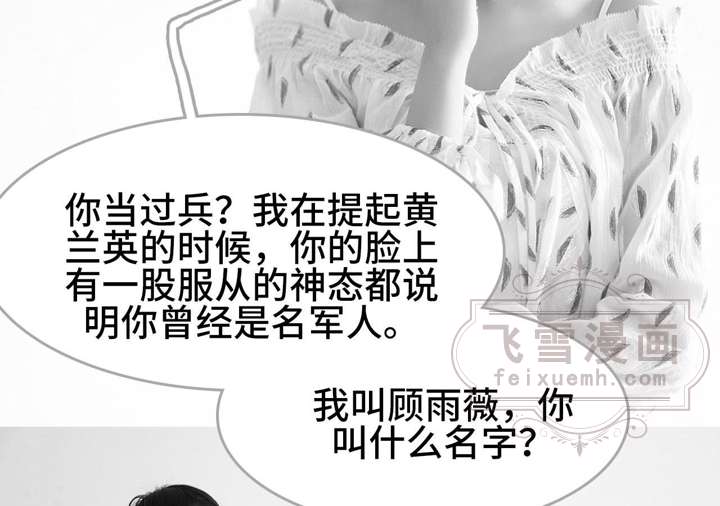 你当过兵？我在提起黄
兰英的时候，你的脸上
有一股服从的神态都说
明你曾经是名军人。
我叫顾雨薇，你
叫什么名字？
飞雪漫画
feixuemh.com